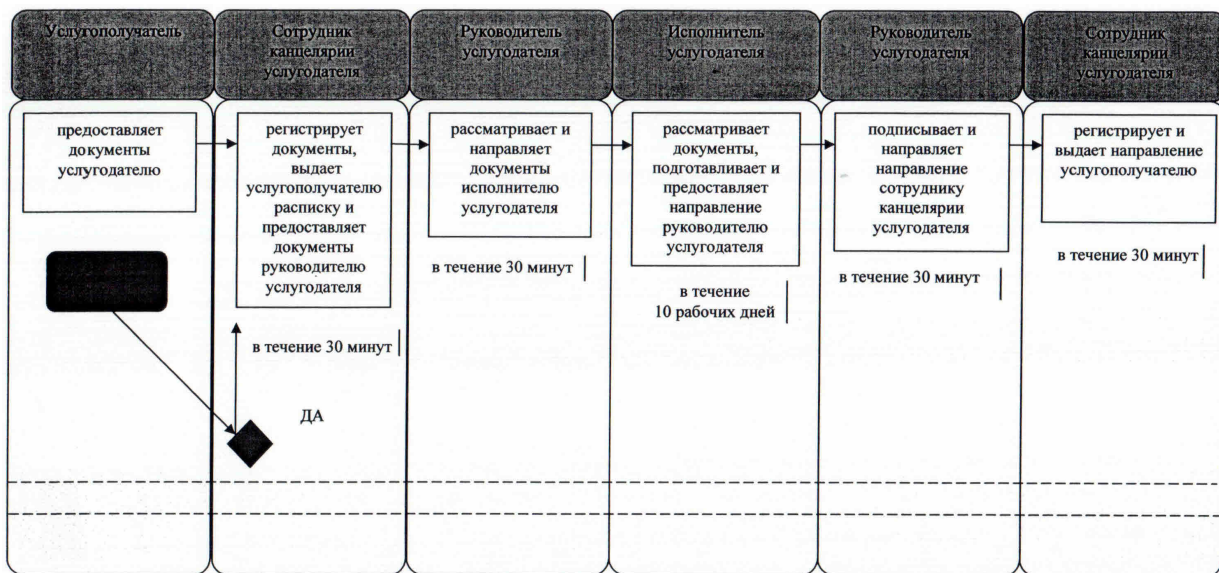 Услугополучатель
Сотрудник
канцелярии
услугодателя
Руководитель
услугодателя
Исполнитель
услугодателя
Руководитель
услугодателя
Сотрудник
канцелярии
услугодателя
предоставляет
документы
услугодателю
регистрирует
документы,
выдает
услугополучателю
расписку и
предоставляет
документы
руководителю
услугодателя
в течение 30 минут
рассматривает и
направляет
документы
исполнителю
услугодателя
в течение 30 минут
рассматривает
документы,
подготавливает и
предоставляет
направление
руководителю
услугодателя
в течение
10 рабочих дней
подписывает и
направляет
направление
сотруднику
канцелярии
услугодателя
в течение 30 минут
регистрирует и
выдает направление
услугополучателю
в течение 30 минут
ДА